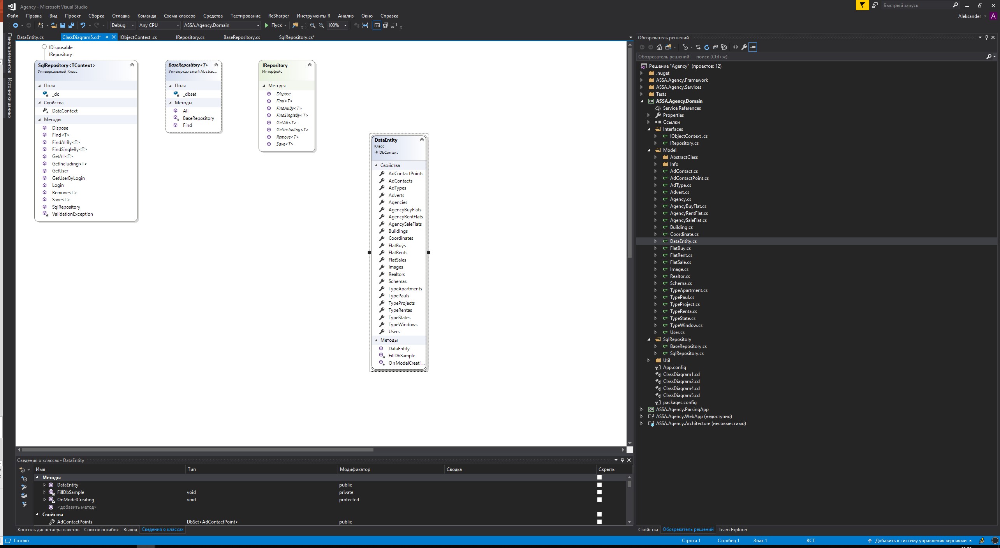 Agency - Microsoft Visual Studio
Быстрый запуск
Файл Правка Вид Проект Сборка Отладка Команда Схема классов Средства Тестирование ReSharper Инструменты R Анализ Окно Справка
Aleksander A
Debug Any CPU ASSA.Agency.Domain Пуск 100%
Панель элементов
Источники данных
DataEntity.cs ClassDiagram5.cd* IObjectContext .cs IRepository.cs BaseRepository.cs SqlRepository.cs*
IDisposable
IRepository
SqlRepository<TContext>
Универсальный Класс
Поля
_dc
Свойства
DataContext
Методы
Dispose
Find<T>
FindAllBy<T>
FindSingleBy<T>
GetAll<T>
GetIncluding<T>
GetUser
GetUserByLogin
Login
Remove<T>
Save<T>
SqlRepository
ValidationException
BaseRepository<T>
Универсальный Abstrac...
Поля
_dbset
Методы
All
BaseRepository
Find
IRepository
Интерфейс
Методы
Dispose
Find<T>
FindAllBy<T>
FindSingleBy<T>
GetAll<T>
GetIncluding<T>
Remove<T>
Save<T>
DataEntity
Класс
DbContext
Свойства
AdContactPoints
AdContacts
AdTypes
Adverts
Agencies
AgencyBuyFlats
AgencyRentFlats
AgencySaleFlats
Buildings
Coordinates
FlatBuys
FlatRents
FlatSales
Images
Realtors
Schemas
TypeApartments
TypePauls
TypeProjects
TypeRentas
TypeStates
TypeWindows
Users
Методы
DataEntity
FillDbSample
OnModelCreati...
Обозреватель решений
Обозреватель решений — поиск (Ctrl+ж)
Решение "Agency" (проектов: 12)
.nuget
ASSA.Agency.Framework
ASSA.Agency.Services
Tests
ASSA.Agency.Domain
Service References
Properties
Ссылки
Interfaces
IObjectContext .cs
IRepository.cs
Model
AbstractClass
Info
AdContact.cs
AdContactPoint.cs
AdType.cs
Advert.cs
Agency.cs
AgencyBuyFlat.cs
AgencyRentFlat.cs
AgencySaleFlat.cs
Building.cs
Coordinate.cs
DataEntity.cs
FlatBuy.cs
FlatRent.cs
FlatSale.cs
Image.cs
Realtor.cs
Schema.cs
TypeApartment.cs
TypePaul.cs
TypeProject.cs
TypeRenta.cs
TypeState.cs
TypeWindow.cs
User.cs
SqlRepository
BaseRepository.cs
SqlRepository.cs
Util
App.config
ClassDiagram1.cd
ClassDiagram2.cd
ClassDiagram4.cd
ClassDiagram5.cd
packages.config
ASSA.Agency.ParsingApp
ASSA.Agency.WebApp (недоступно)
ASSA.Agency.Architecture (несовместимо)
Сведения о классах - DataEntity
Имя Тип Модификатор Сводка Скрыть
Методы
DataEntity public
FillDbSample void private
OnModelCreating void protected
<добавить метод>
Свойства
AdContactPoints DbSet<AdContactPoint> public
Консоль диспетчера пакетов Список ошибок Вывод Сведения о классах
Свойства Обозреватель решений Team Explorer
Готово Строка 1 Столбец 1 Знак 1 ВСТ Добавить в систему управления версиями